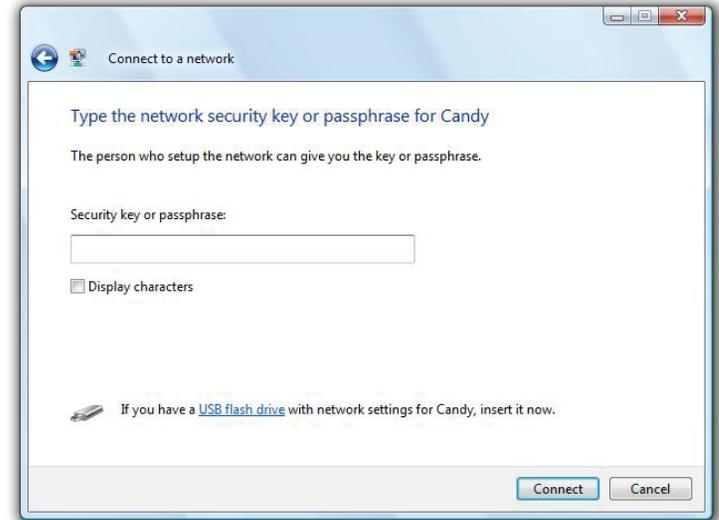 Connect to a network
Type the network security key or passphrase for Candy
The person who setup the network can give you the key or passphrase.
Security key or passphrase:
Display characters
If you have a USB flash drive with network settings for Candy, insert it now.
Connect Cancel